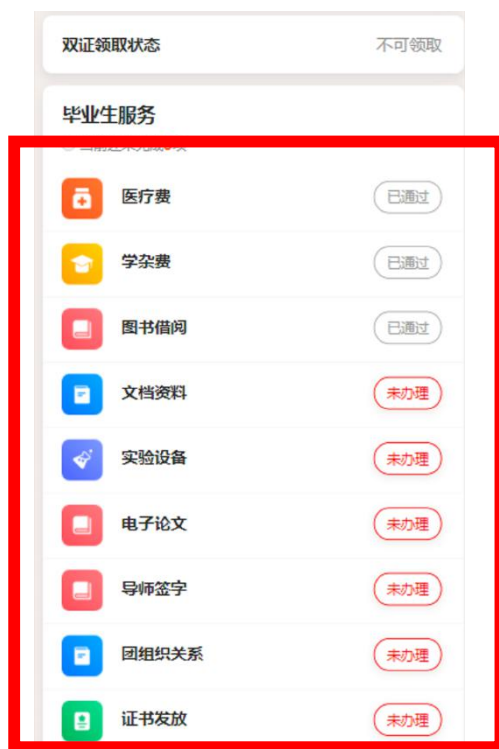 双证领取状态 不可领取
毕业生服务
医疗费 已通过
学杂费 已通过
图书借阅 已通过
文档资料 未办理
实验设备 未办理
电子论文 未办理
导师签字 未办理
团组织关系 未办理
证书发放 未办理